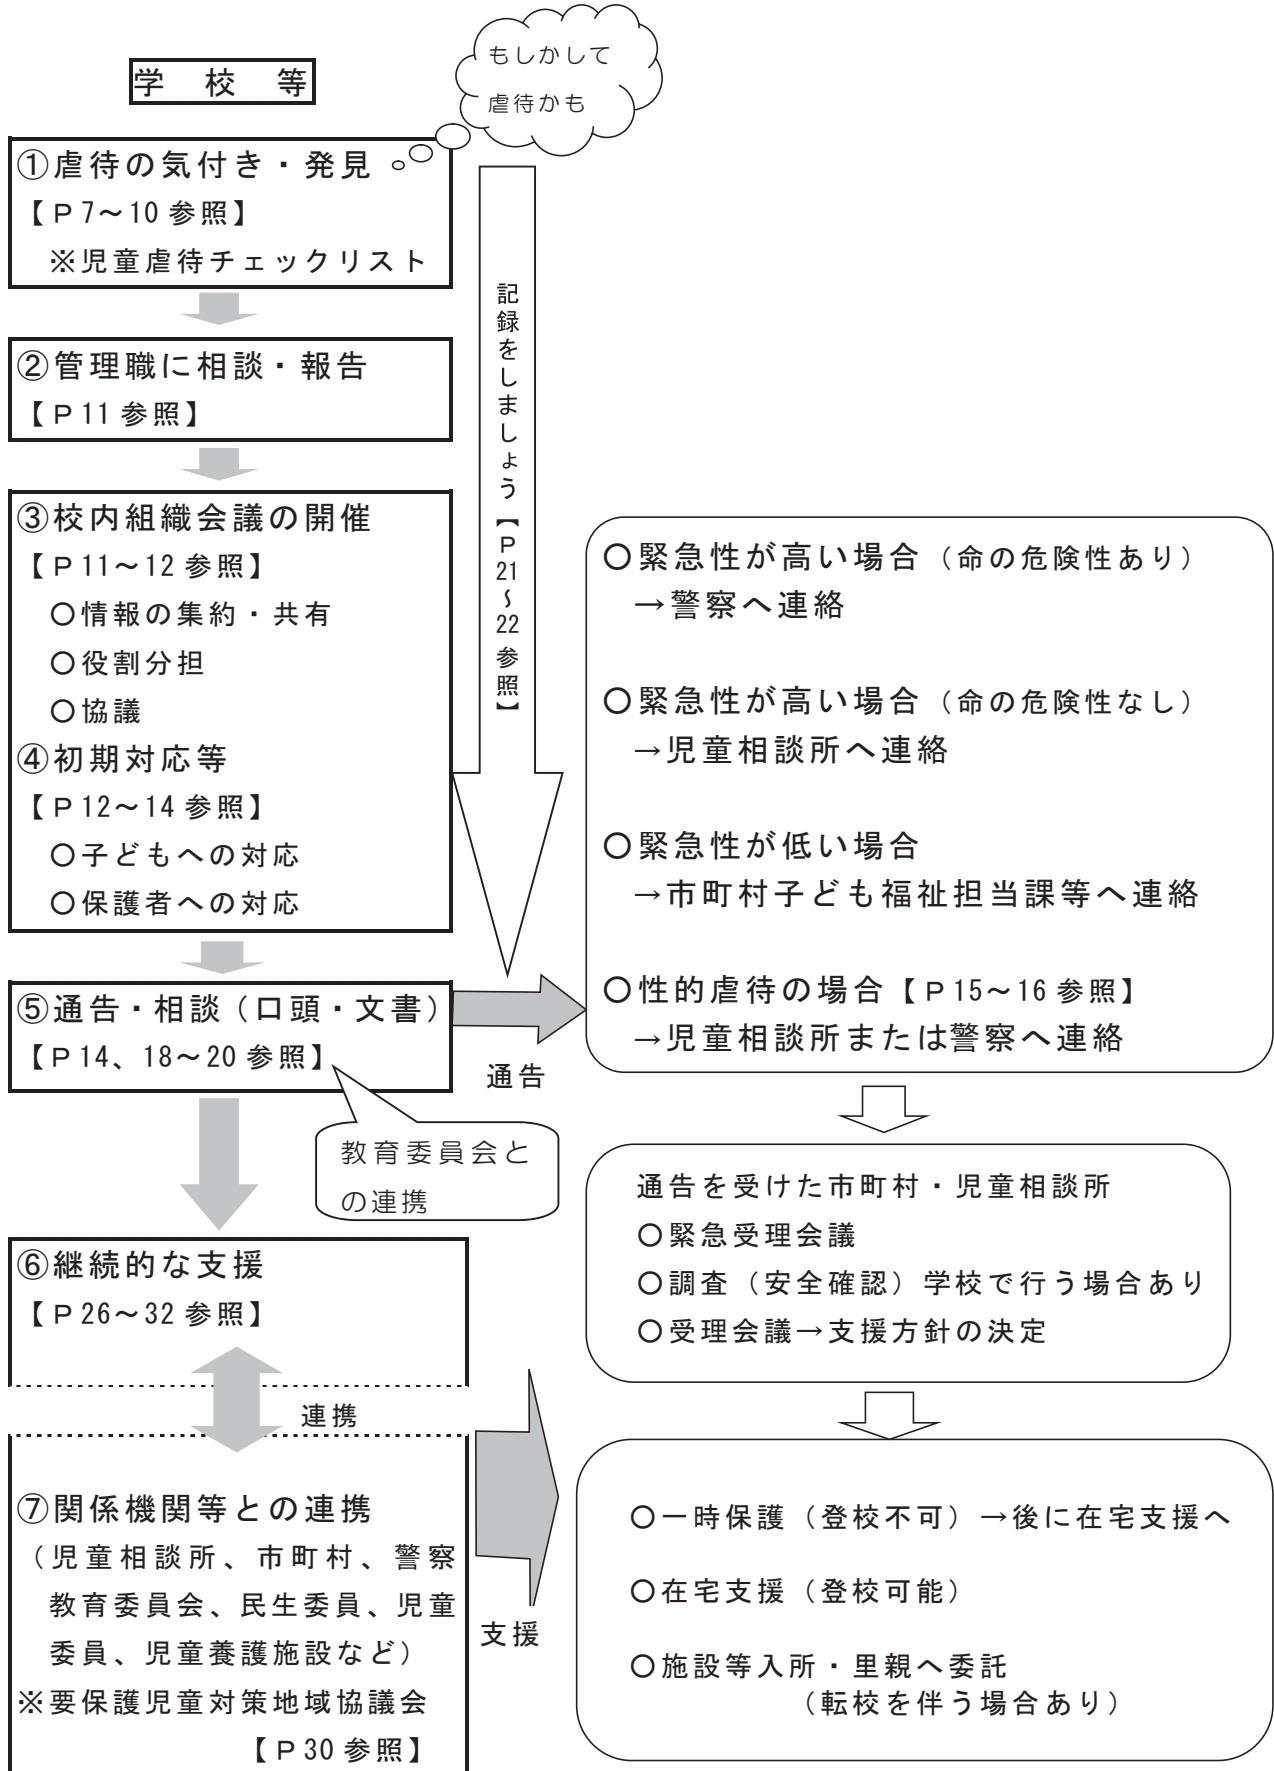 もしかして
虐待かも
学　校　等
①虐待の気付き・発見
【Ｐ7～10 参照】
※児童虐待チェックリスト
②管理職に相談・報告
【Ｐ11 参照】
③校内組織会議の開催
【Ｐ11～12 参照】
○情報の集約・共有
○役割分担
○協議
④初期対応等
【Ｐ12～14 参照】
○子どもへの対応
○保護者への対応
⑤通告・相談（口頭・文書）
【Ｐ14、18～20 参照】
記録をしましょう【Ｐ21～22 参照】
通告
教育委員会と
の連携
○緊急性が高い場合（命の危険性あり）
→警察へ連絡
○緊急性が高い場合（命の危険性なし）
→児童相談所へ連絡
○緊急性が低い場合
→市町村子ども福祉担当課等へ連絡
○性的虐待の場合【Ｐ15～16 参照】
→児童相談所または警察へ連絡
通告を受けた市町村・児童相談所
○緊急受理会議
○調査（安全確認）学校で行う場合あり
○受理会議→支援方針の決定
⑥継続的な支援
【Ｐ26～32 参照】
連携
⑦関係機関等との連携
（児童相談所、市町村、警察
教育委員会、民生委員、児童
委員、児童養護施設など）
※要保護児童対策地域協議会
【Ｐ30 参照】
支援
○一時保護（登校不可）→後に在宅支援へ
○在宅支援（登校可能）
○施設等入所・里親へ委託
（転校を伴う場合あり）